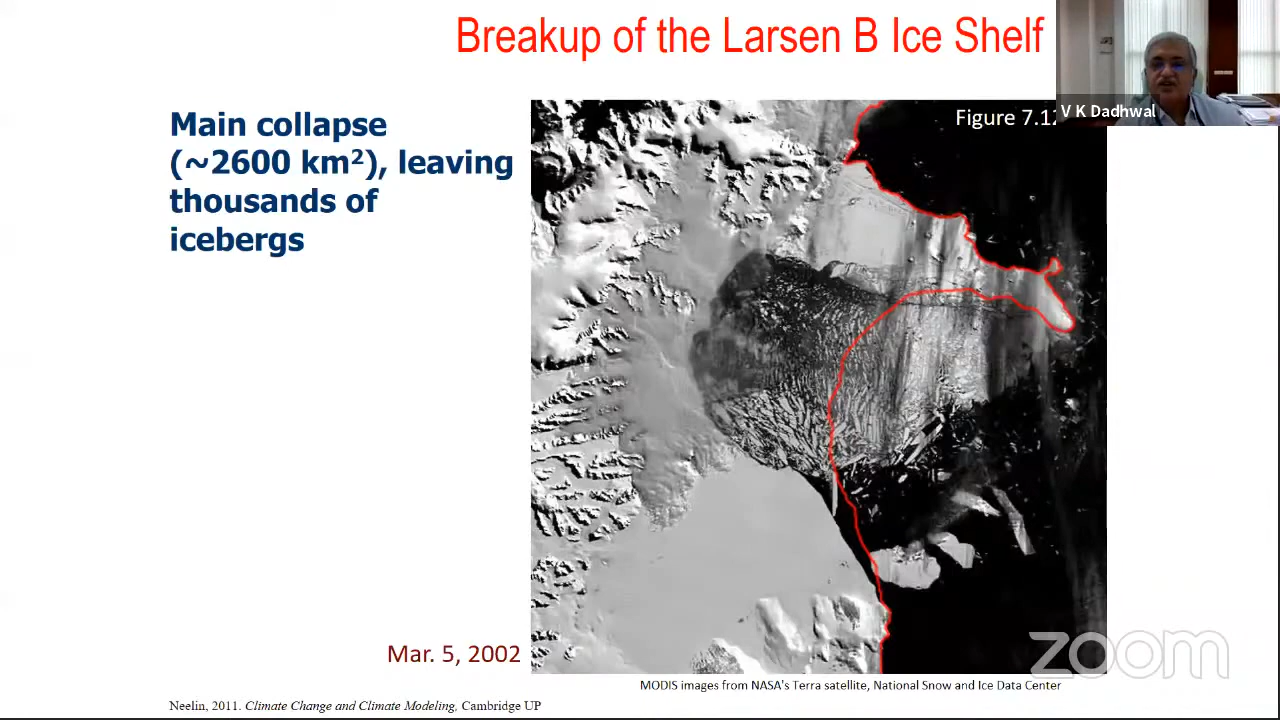 Breakup of the Larsen B Ice Shelf
V K Dadhwal
Main collapse
(~2600 km²), leaving
thousands of
icebergs
Figure 7.12
Mar. 5, 2002
zoom
MODIS images from NASA's Terra satellite, National Snow and Ice Data Center
Neelin, 2011. Climate Change and Climate Modeling, Cambridge UP